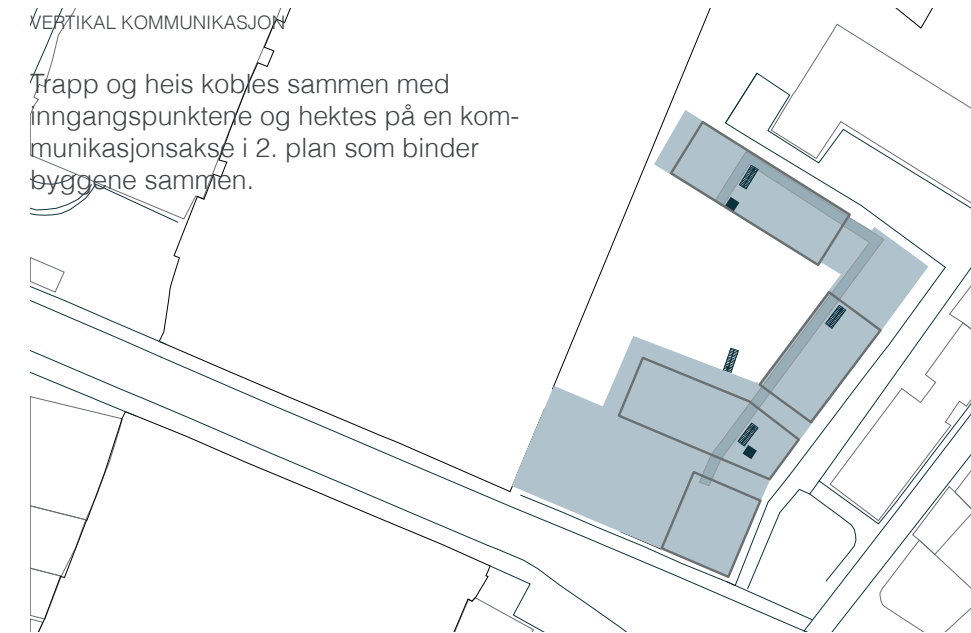 VERTIKAL KOMMUNIKASJON
Trapp og heis kobles sammen med
inngangspunktene og hektes på en kom-
munikasjonsakse i 2. plan som binder
byggene sammen.